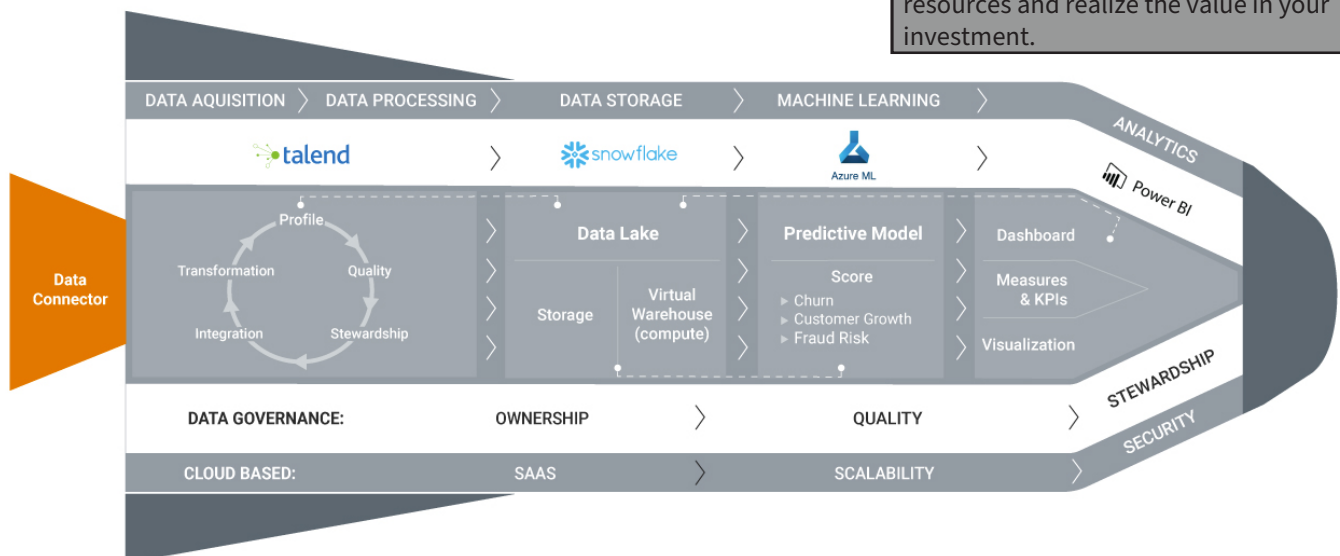 resources and realize the value in your
investment.
DATA AQUISITION
DATA PROCESSING
DATA STORAGE
MACHINE LEARNING
ANALYTICS
talend
snowflake
Azure ML
Power BI
Data
Connector
Profile
Quality
Stewardship
Integration
Transformation
Data Lake
Storage
Virtual
Warehouse
(compute)
Predictive Model
Score
Churn
Customer Growth
Fraud Risk
Dashboard
Measures
& KPIs
Visualization
DATA GOVERNANCE:
OWNERSHIP
QUALITY
STEWARDSHIP
CLOUD BASED:
SAAS
SCALABILITY
SECURITY